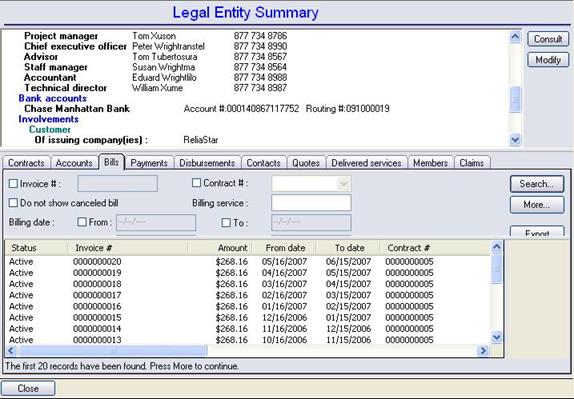 Legal Entity Summary
Project manager Tom Xuson 877 734 8786
Chief executive officer Peter Wrightranstel 877 734 8990
Advisor Tom Tubertosura 877 734 8567
Staff manager Susan Wrightma 877 734 8564
Accountant Eduard Wrightlilo 877 734 8988
Technical director William Xume 877 734 8987
Bank accounts
Chase Manhattan Bank Account #:000140867117752 Routing #:091000019
Involvements
Customer
Of issuing company(ies) : ReliaStar
Consult
Modify
Contracts Accounts Bills Payments Disbursements Contacts Quotes Delivered services Members Claims
Invoice # : Contract # : Search...
Do not show canceled bill Billing service : More...
Billing date : From : --/--/---- To : --/--/---- Export
Status Invoice # Amount From date To date Contract #
Active 0000000020 $268.16 05/16/2007 06/15/2007 0000000005
Active 0000000019 $268.16 04/16/2007 05/15/2007 0000000005
Active 0000000018 $268.16 03/16/2007 04/15/2007 0000000005
Active 0000000017 $268.16 02/16/2007 03/15/2007 0000000005
Active 0000000016 $268.16 01/16/2007 02/15/2007 0000000005
Active 0000000015 $268.16 12/16/2006 01/15/2007 0000000005
Active 0000000014 $268.16 11/16/2006 12/15/2006 0000000005
Active 0000000013 $268.16 10/16/2006 11/15/2006 0000000005
The first 20 records have been found. Press More to continue.
Close